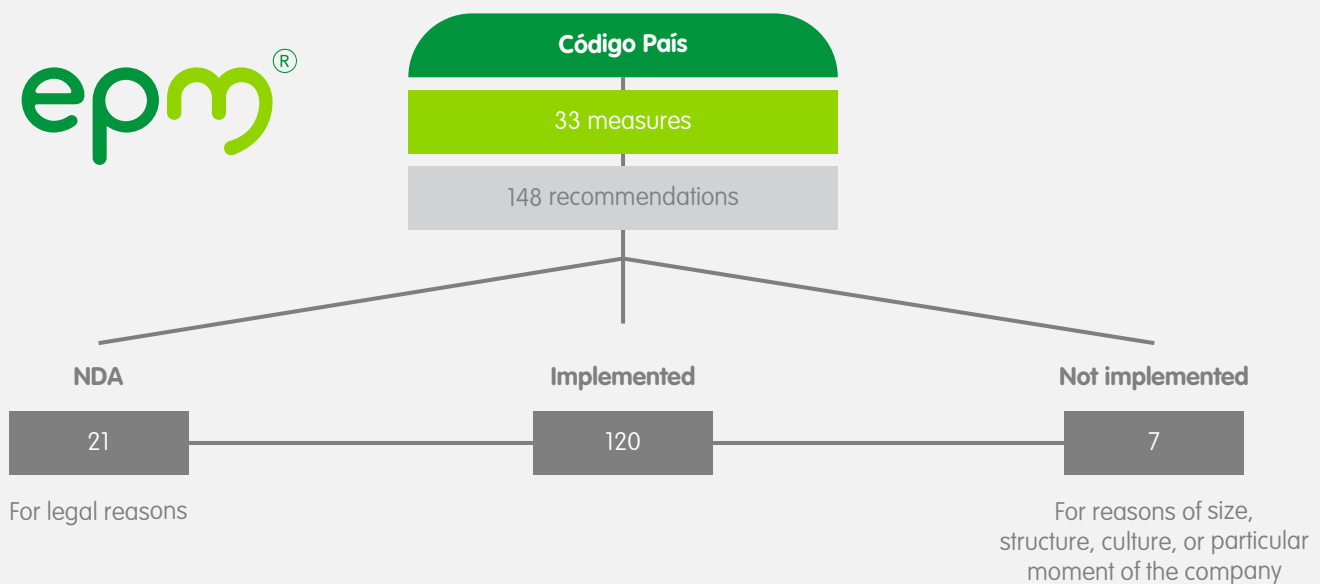 epm®
Código País
33 measures
148 recommendations
NDA
Implemented
Not implemented
21
120
7
For legal reasons
For reasons of size,
structure, culture, or particular
moment of the company